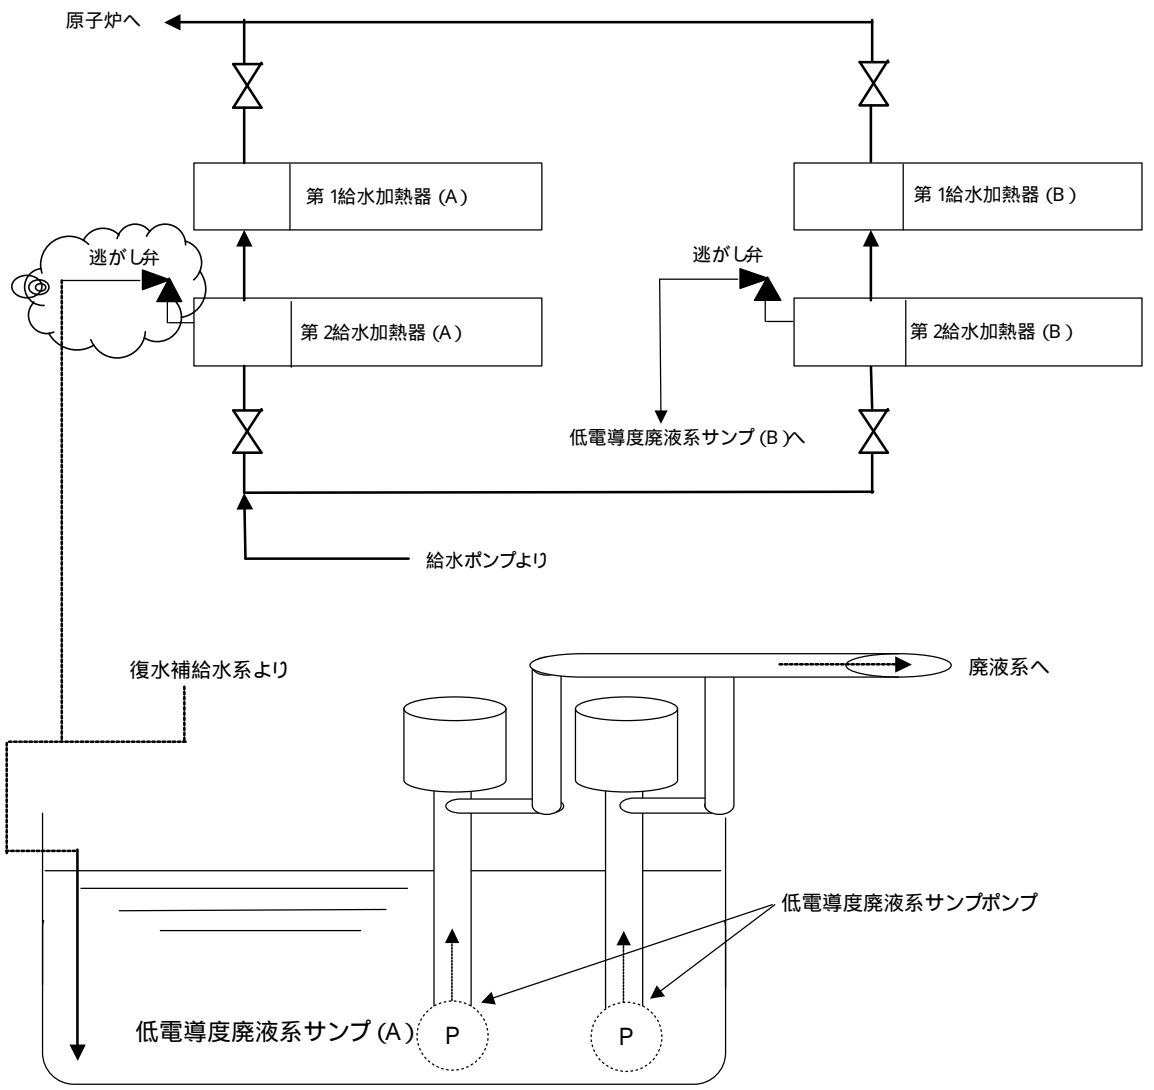 原子炉へ
第1給水加熱器(A)
第1給水加熱器(B)
逃がし弁
逃がし弁
第2給水加熱器(A)
第2給水加熱器(B)
低電導度廃液系サンプ(B)へ
給水ポンプより
復水補給水系より
廃液系へ
低電導度廃液系サンプポンプ
低電導度廃液系サンプ(A)
P
P